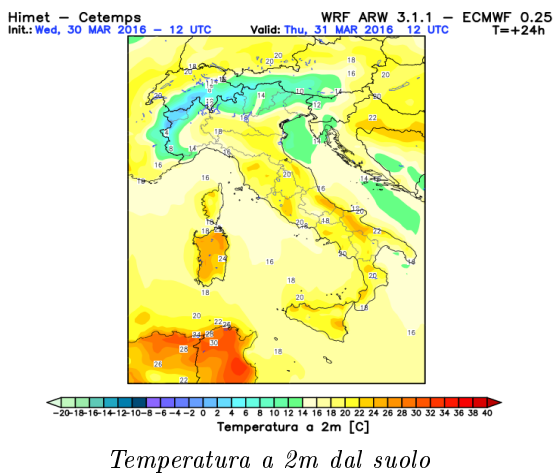 Himet – Cetemps WRF ARW 3.1.1 – ECMWF 0.25
Init.: Wed, 30 MAR 2016 – 12 UTC Valid: Thu, 31 MAR 2016 12 UTC T=+24h
-20 -18 -16 -14 -12 -10 -8 -6 -4 -2 0 2 4 6 8 10 12 14 16 18 20 22 24 26 28 30 32 34 36 38 40
Temperatura a 2m [C]
Temperatura a 2m dal suolo